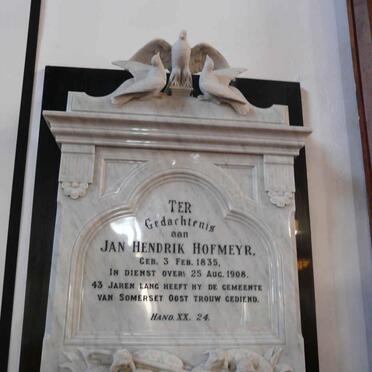 TER
Gedachtenis
aan
JAN HENDRIK HOFMEYR,
GEB. 3 FEB. 1835,
IN DIENST OVERL 25 AUG. 1908.
43 JAREN LANG HEEFT HY DE GEMEENTE
VAN SOMERSET OOST TROUW GEDIEND.
HAND. XX. 24.